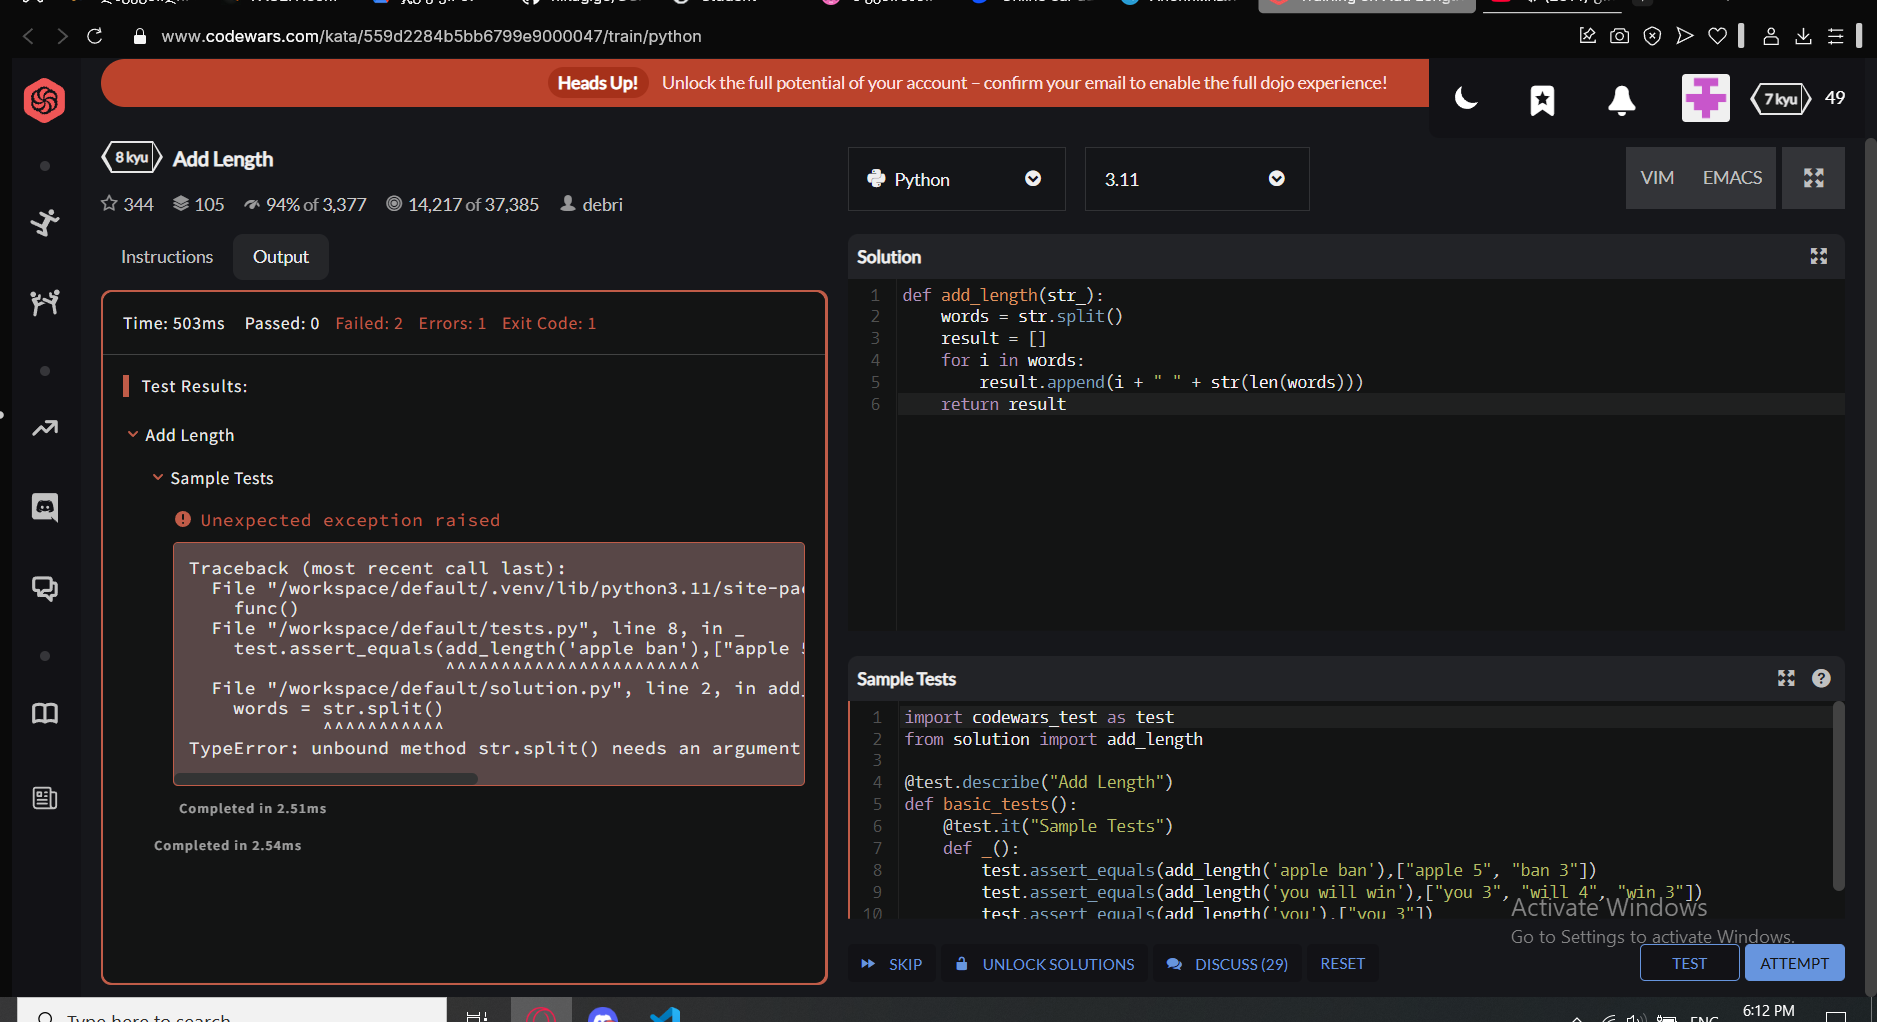 www.codewars.com/kata/559d2284b5bb6799e9000047/train/python
Heads Up! Unlock the full potential of your account – confirm your email to enable the full dojo experience!
7 kyu 49
8 kyu Add Length
344 105 94% of 3,377 14,217 of 37,385 debri
Instructions Output
Time: 503ms Passed: 0 Failed: 2 Errors: 1 Exit Code: 1
Test Results:
Add Length
Sample Tests
Unexpected exception raised
Traceback (most recent call last):
File "/workspace/default/.venv/lib/python3.11/site-pa
func()
File "/workspace/default/tests.py", line 8, in _
test.assert_equals(add_length('apple ban'),["apple
^^^^^^^^^^^^^^^^^^^^^^^
File "/workspace/default/solution.py", line 2, in add_
words = str.split()
^^^^^^^^^^^
TypeError: unbound method str.split() needs an argument
Completed in 2.51ms
Completed in 2.54ms
Python 3.11 VIM EMACS
Solution
1 def add_length(str_):
2 words = str.split()
3 result = []
4 for i in words:
5 result.append(i + " " + str(len(words)))
6 return result
Sample Tests
1 import codewars_test as test
2 from solution import add_length
3
4 @test.describe("Add Length")
5 def basic_tests():
6 @test.it("Sample Tests")
7 def _():
8 test.assert_equals(add_length('apple ban'),["apple 5", "ban 3"])
9 test.assert_equals(add_length('you will win'),["you 3", "will 4", "win 3"])
10 test.assert_equals(add_length('you'),["you 3"])
Activate Windows
Go to Settings to activate Windows.
SKIP UNLOCK SOLUTIONS DISCUSS (29) RESET TEST ATTEMPT
Type here to search
ENG 6:12 PM